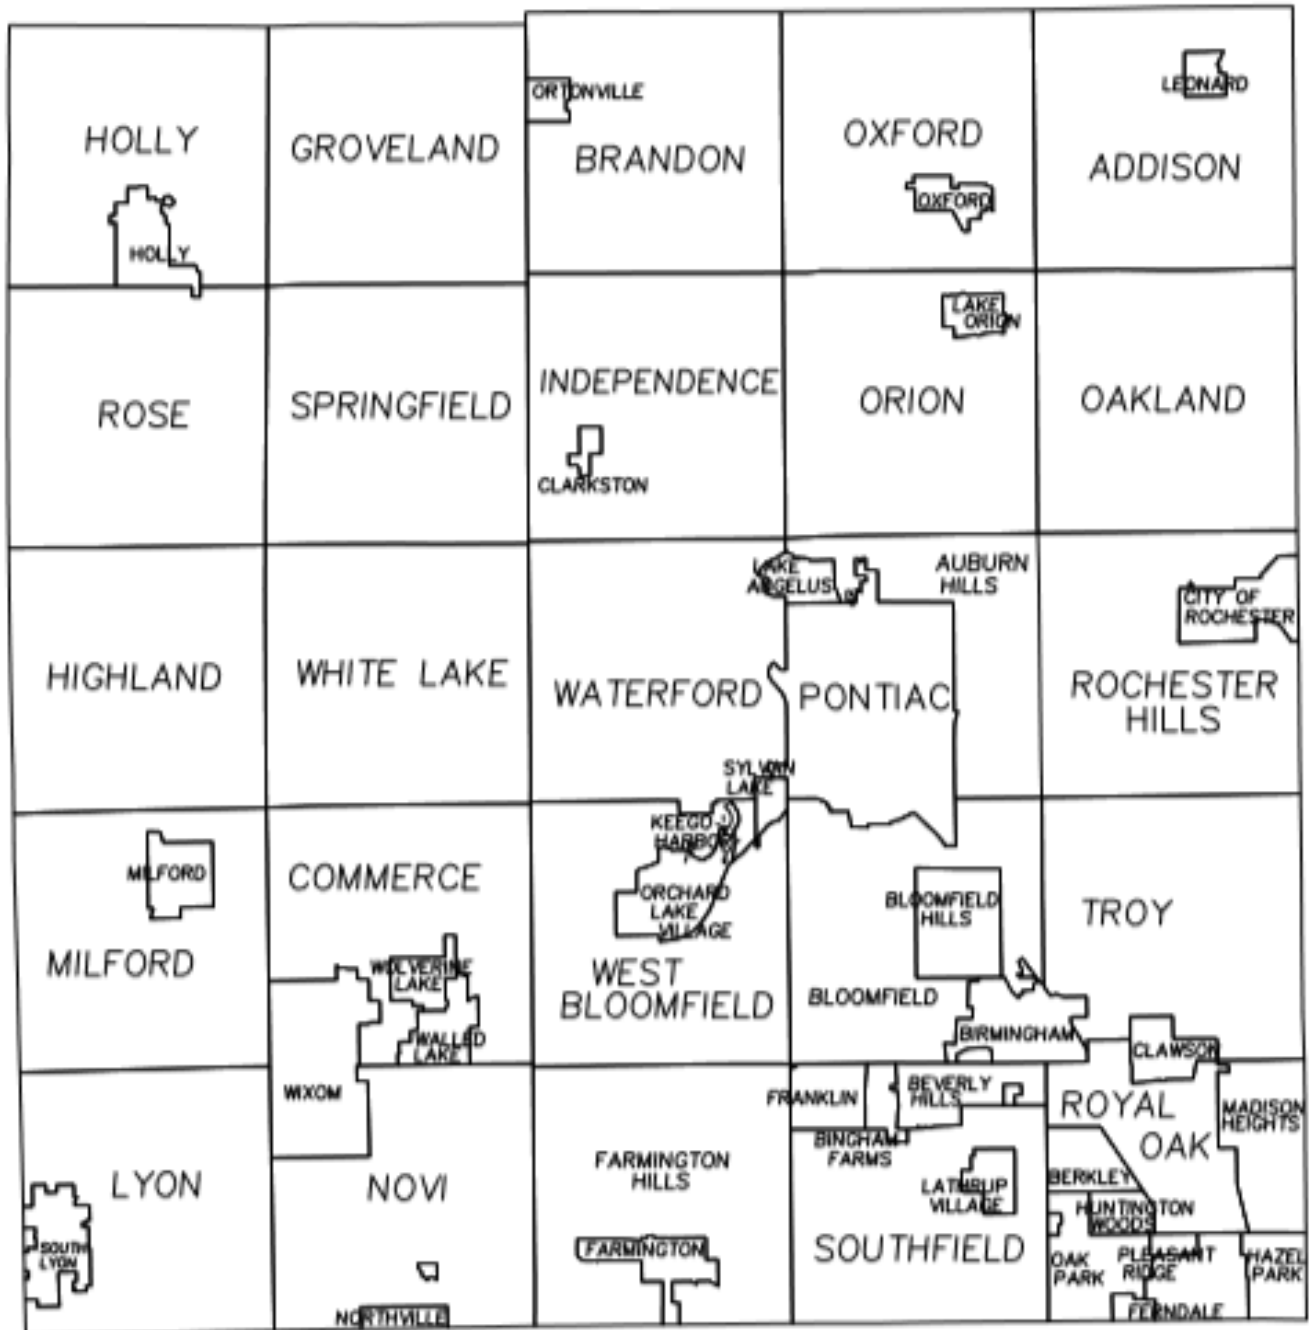 LEONARD
ORTONVILLE
HOLLY
GROVELAND
BRANDON
OXFORD
ADDISON
OXFORD
HOLLY
LAKE
ORION
ROSE
SPRINGFIELD
INDEPENDENCE
ORION
OAKLAND
CLARKSTON
LAKE
ANGELUS
AUBURN
HILLS
CITY OF
ROCHESTER
HIGHLAND
WHITE LAKE
WATERFORD
PONTIAC
ROCHESTER
HILLS
SYLVAN
LAKE
KEEGO
HARBOR
MILFORD
COMMERCE
ORCHARD
LAKE
VILLAGE
BLOOMFIELD
HILLS
TROY
MILFORD
WOLVERINE
LAKE
WEST
BLOOMFIELD
BLOOMFIELD
WALLED
LAKE
BIRMINGHAM
CLAWSON
WIXOM
FRANKLIN
BEVERLY
HILLS
ROYAL
OAK
MADISON
HEIGHTS
BINGHAM
FARMS
LYON
NOVI
FARMINGTON
HILLS
LATHRUP
VILLAGE
BERKLEY
HUNTINGTON
WOODS
SOUTH
LYON
FARMINGTON
SOUTHFIELD
OAK
PARK
PLEASANT
RIDGE
HAZEL
PARK
NORTHVILLE
FERNDALE